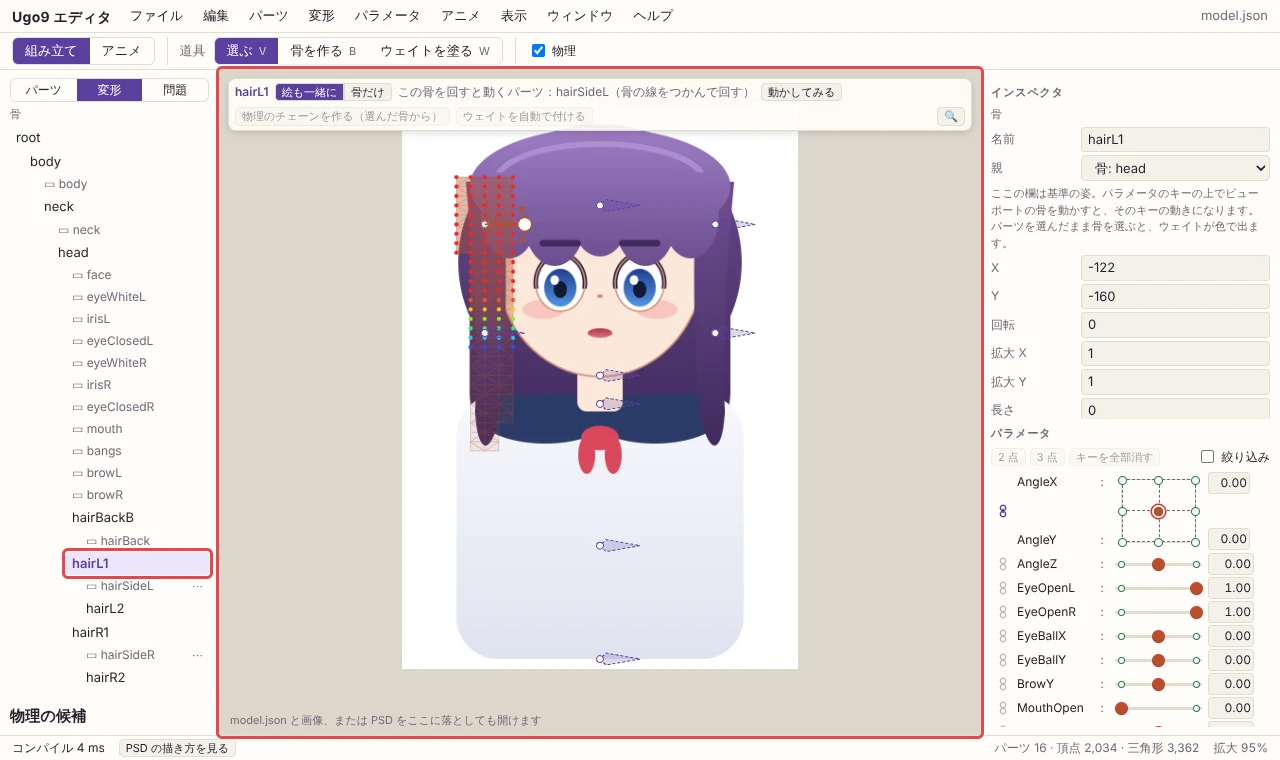 Ugo9 エディタ ファイル 編集 パーツ 変形 パラメータ アニメ 表示 ウィンドウ ヘルプ model.json
組み立て アニメ 道具 選ぶ V 骨を作る B ウェイトを塗る W 物理
パーツ 変形 問題
骨
root
body
body
neck
neck
head
face
eyeWhiteL
irisL
eyeClosedL
eyeWhiteR
irisR
eyeClosedR
mouth
bangs
browL
browR
hairBackB
hairBack
hairL1
hairSideL ...
hairL2
hairR1
hairSideR ...
hairR2
物理の候補
hairL1 絵も一緒に 骨だけ この骨を回すと動くパーツ：hairSideL（骨の線をつかんで回す） 動かしてみる
物理のチェーンを作る（選んだ骨から） ウェイトを自動で付ける 🔍
model.json と画像、または PSD をここに落としても開けます
インスペクタ
骨
名前 hairL1
親 骨: head
ここの欄は基準の姿。パラメータのキーの上でビュー
ポートの骨を動かすと、そのキーの動きになります。
パーツを選んだまま骨を選ぶと、ウェイトが色で出ま
す。
X -122
Y -160
回転 0
拡大 X 1
拡大 Y 1
長さ 0
パラメータ
2 点 3 点 キーを全部消す 絞り込み
AngleX : 0.00
AngleY : 0.00
AngleZ : 0.00
EyeOpenL : 1.00
EyeOpenR : 1.00
EyeBallX : 0.00
EyeBallY : 0.00
BrowY : 0.00
MouthOpen : 0.00
コンパイル 4 ms PSD の描き方を見る パーツ 16 · 頂点 2,034 · 三角形 3,362 拡大 95%